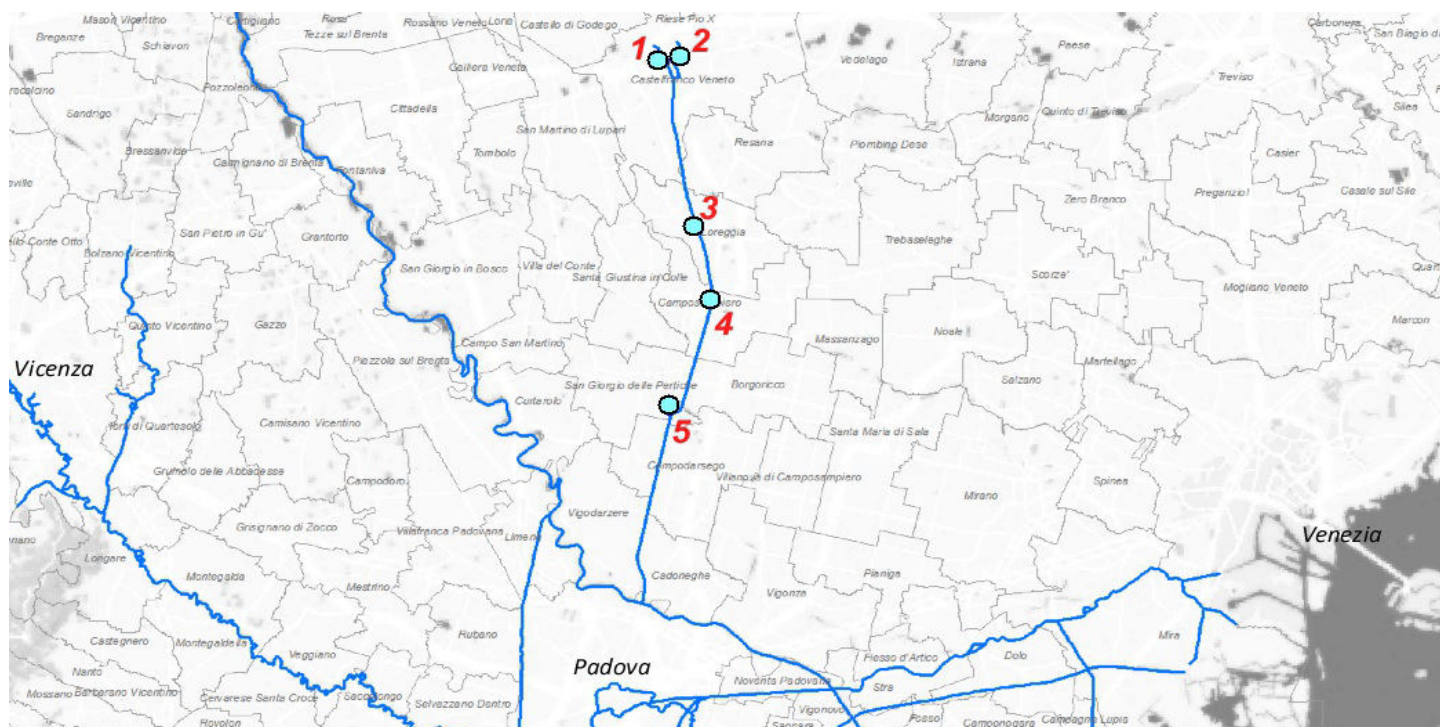 Mason Vicentino
Cartigliano
Rosa
Rossano Veneto
Loria
Castello di Godego
Riese Pio X
Carbonera
San Biagio di
Breganze
Schiavon
Tezze sul Brenta
1
2
Paese
Galliera Veneta
Vedelago
Istrana
Treviso
Castelfranco Veneto
Pozzoleone
Cittadella
Silea
Sandrigo
San Martino di Lupari
Morgano
Quinto di Treviso
Bressanvido
Tombolo
Resana
Piombino Dese
Casier
Carmignano di Brenta
Fontaniva
Preganziol
Casale sul Sile
Zero Branco
3
Loreggia
San Pietro in Gu'
Grantorto
Trebaseleghe
Bolzano Vicentino
San Giorgio in Bosco
Villa del Conte
Santa Giustina in Colle
Scorze'
Mogliano Veneto
Camposampiero
4
Marcon
Quinto Vicentino
Gazzo
Noale
Massanzago
Campo San Martino
Martellago
Vicenza
Piazzola sul Brenta
San Giorgio delle Pertiche
Borgoricco
Salzano
Curtarolo
5
Torri di Quartesolo
Camisano Vicentino
Santa Maria di Sala
Grumolo delle Abbadesse
Campodarsego
Campodoro
Villanova di Camposampiero
Spinea
Mirano
Vigodarzere
Grisignano di Zocco
Villafranca Padovana
Limena
Venezia
Longare
Montegalda
Mestrino
Cadoneghe
Pianiga
Vigonza
Rubano
Castegnero
Montegaldella
Mira
Veggiano
Fiesso d'Artico
Dolo
Padova
Nanto
Noventa Padovana
Stra
Mossano
Barbarano Vicentino
Cervarese Santa Croce
Saccolongo
Selvazzano Dentro
Vigonovo
Rovolon
Saonara
Fosso
Camponogara
Campagna Lupia